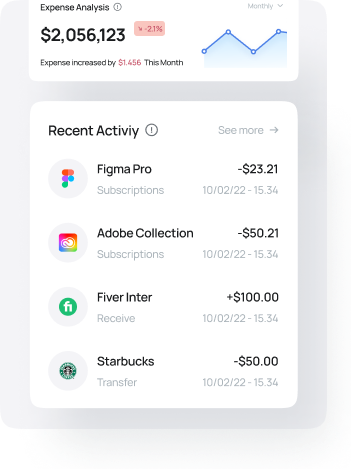 Expense Analysis
Monthly
$2,056,123
-2.1%
Expense increased by $1.456 This Month
Recent Activiy
See more
Figma Pro
-$23.21
Subscriptions
10/02/22 - 15.34
Adobe Collection
-$50.21
Subscriptions
10/02/22 - 15.34
fi
Fiver Inter
+$100.00
Receive
10/02/22 - 15.34
Starbucks
-$50.00
Transfer
10/02/22 - 15.34